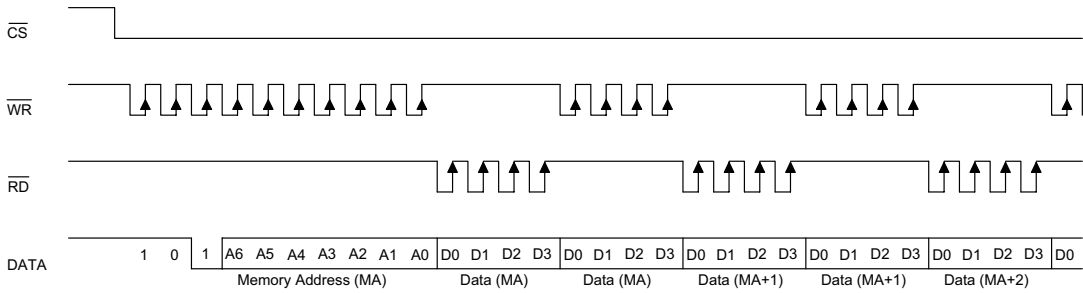 CS
WR
RD
DATA
1 0 1 A6 A5 A4 A3 A2 A1 A0 D0 D1 D2 D3 D0 D1 D2 D3 D0 D1 D2 D3 D0 D1 D2 D3 D0 D1 D2 D3 D0
Memory Address (MA) Data (MA) Data (MA) Data (MA+1) Data (MA+1) Data (MA+2)